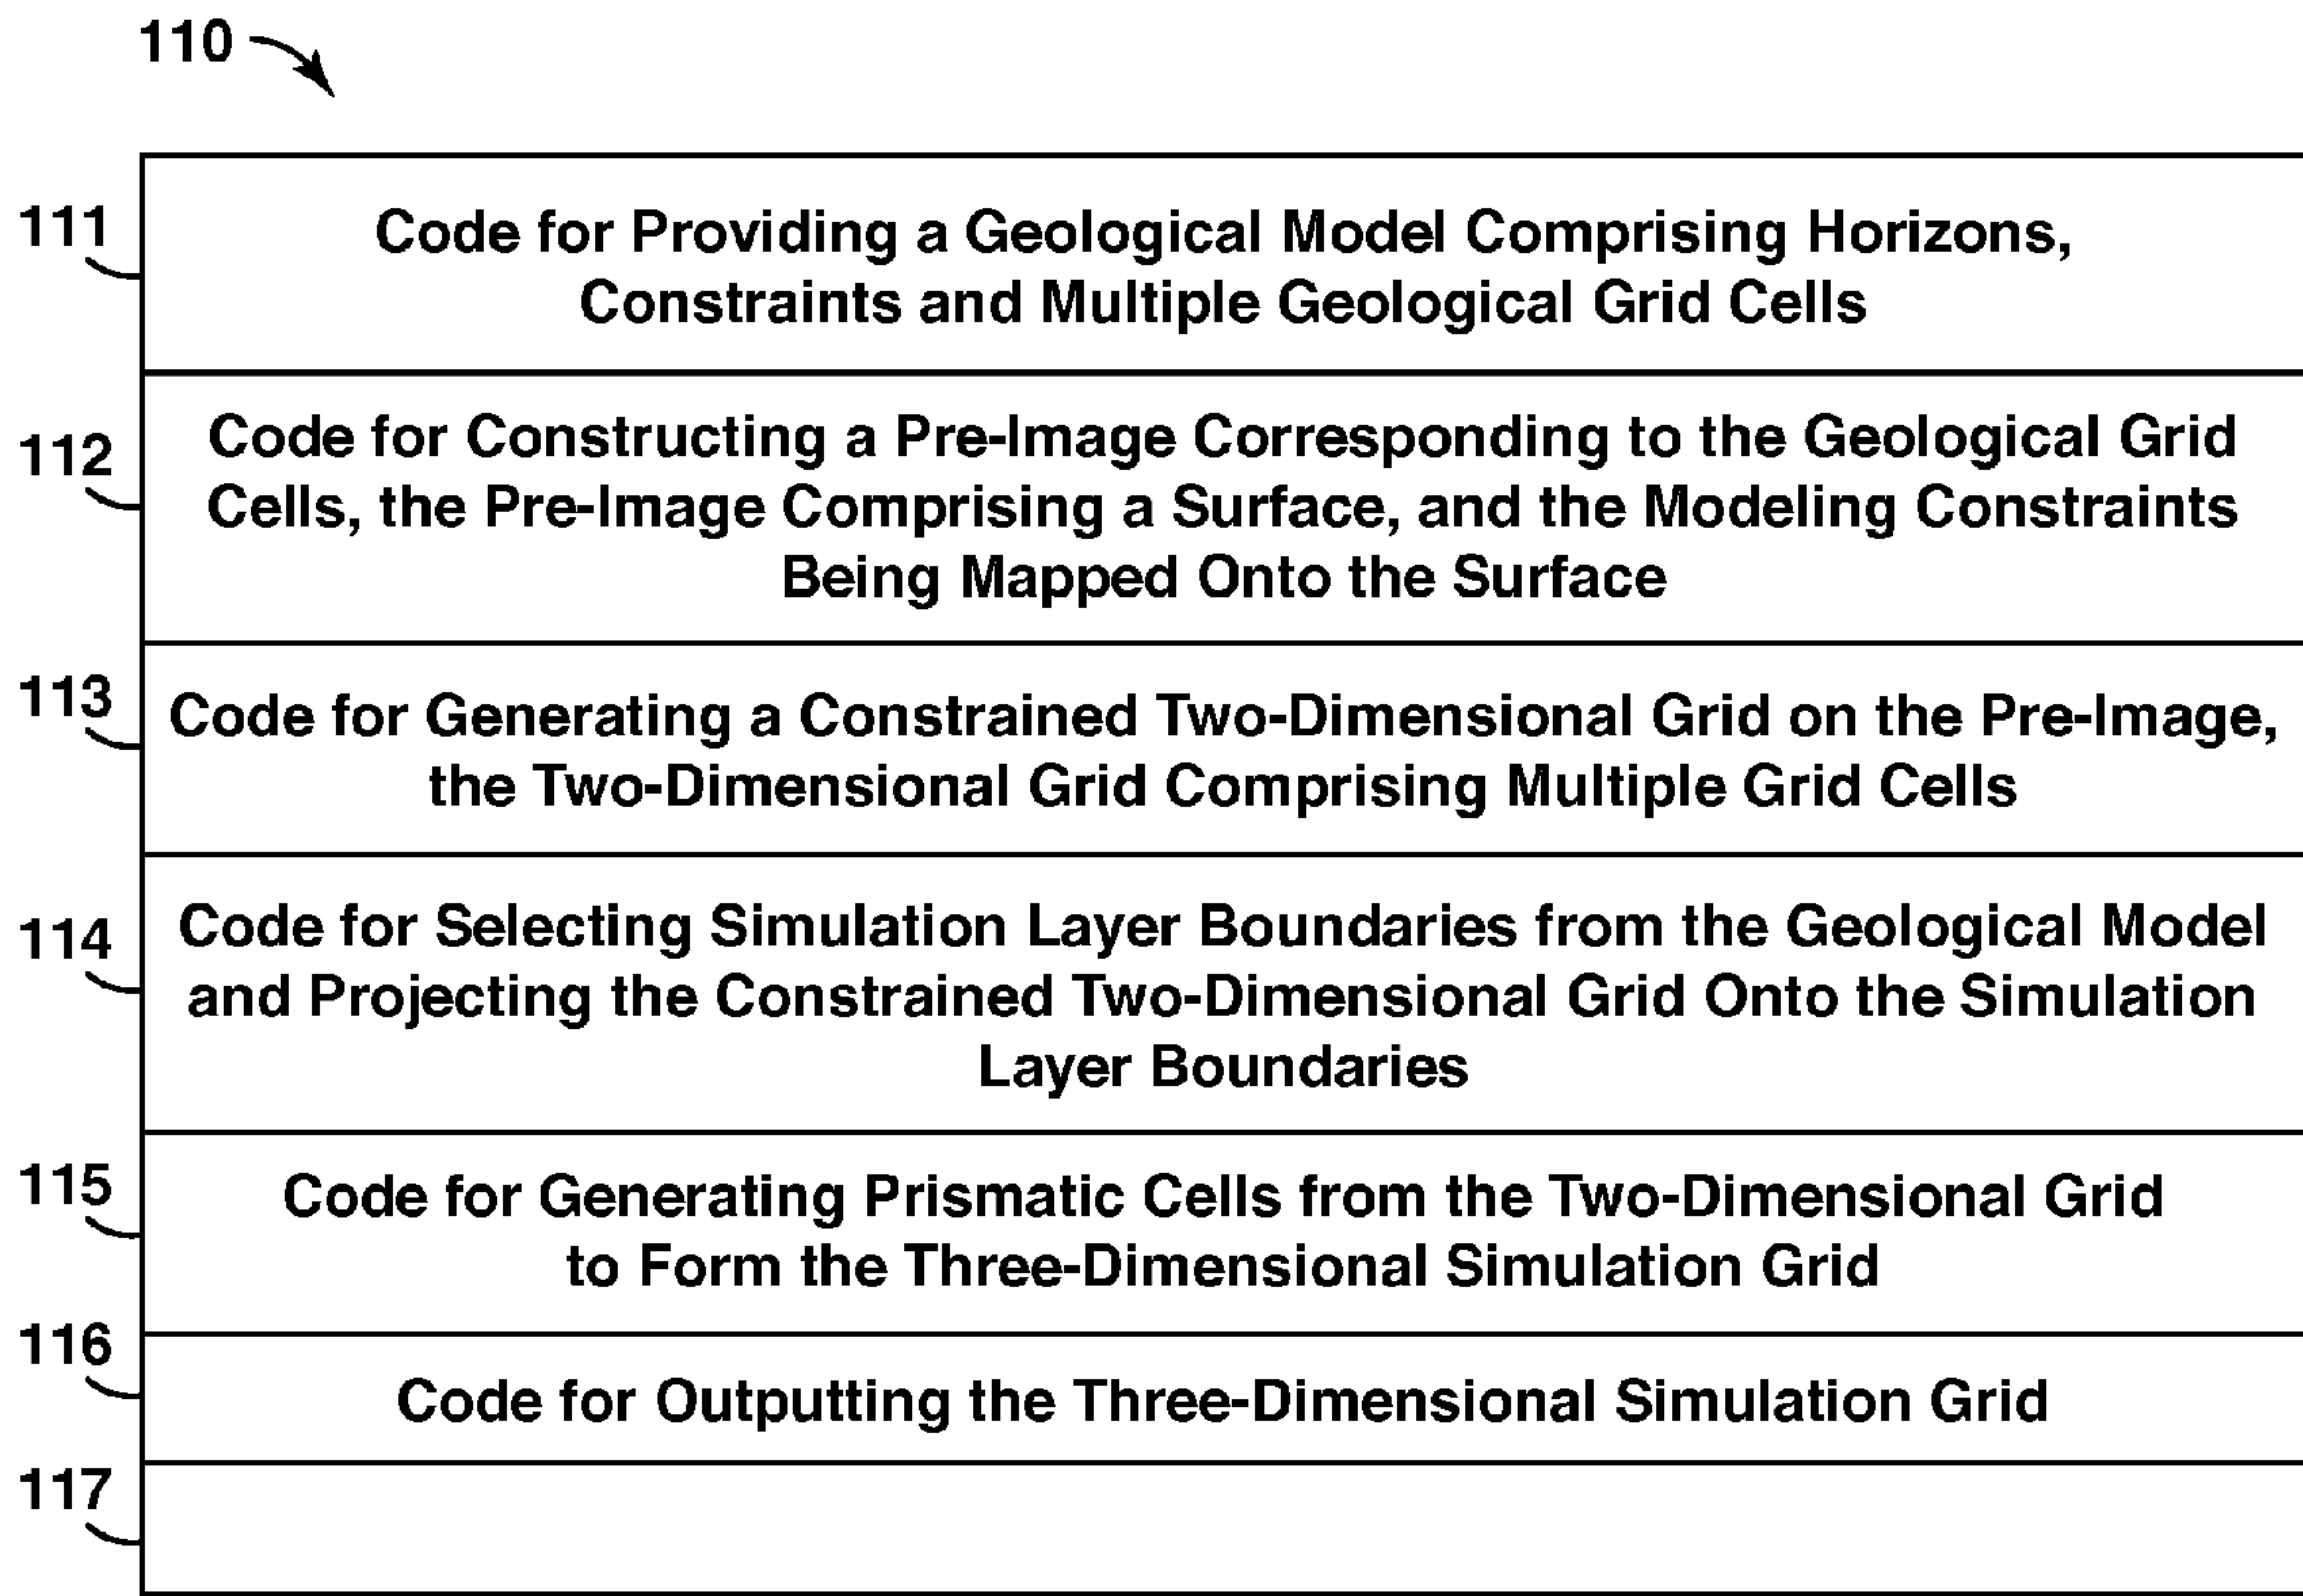 110
111
Code for Providing a Geological Model Comprising Horizons,
Constraints and Multiple Geological Grid Cells
112
Code for Constructing a Pre-Image Corresponding to the Geological Grid
Cells, the Pre-Image Comprising a Surface, and the Modeling Constraints
Being Mapped Onto the Surface
113
Code for Generating a Constrained Two-Dimensional Grid on the Pre-Image,
the Two-Dimensional Grid Comprising Multiple Grid Cells
114
Code for Selecting Simulation Layer Boundaries from the Geological Model
and Projecting the Constrained Two-Dimensional Grid Onto the Simulation
Layer Boundaries
115
Code for Generating Prismatic Cells from the Two-Dimensional Grid
to Form the Three-Dimensional Simulation Grid
116
Code for Outputting the Three-Dimensional Simulation Grid
117